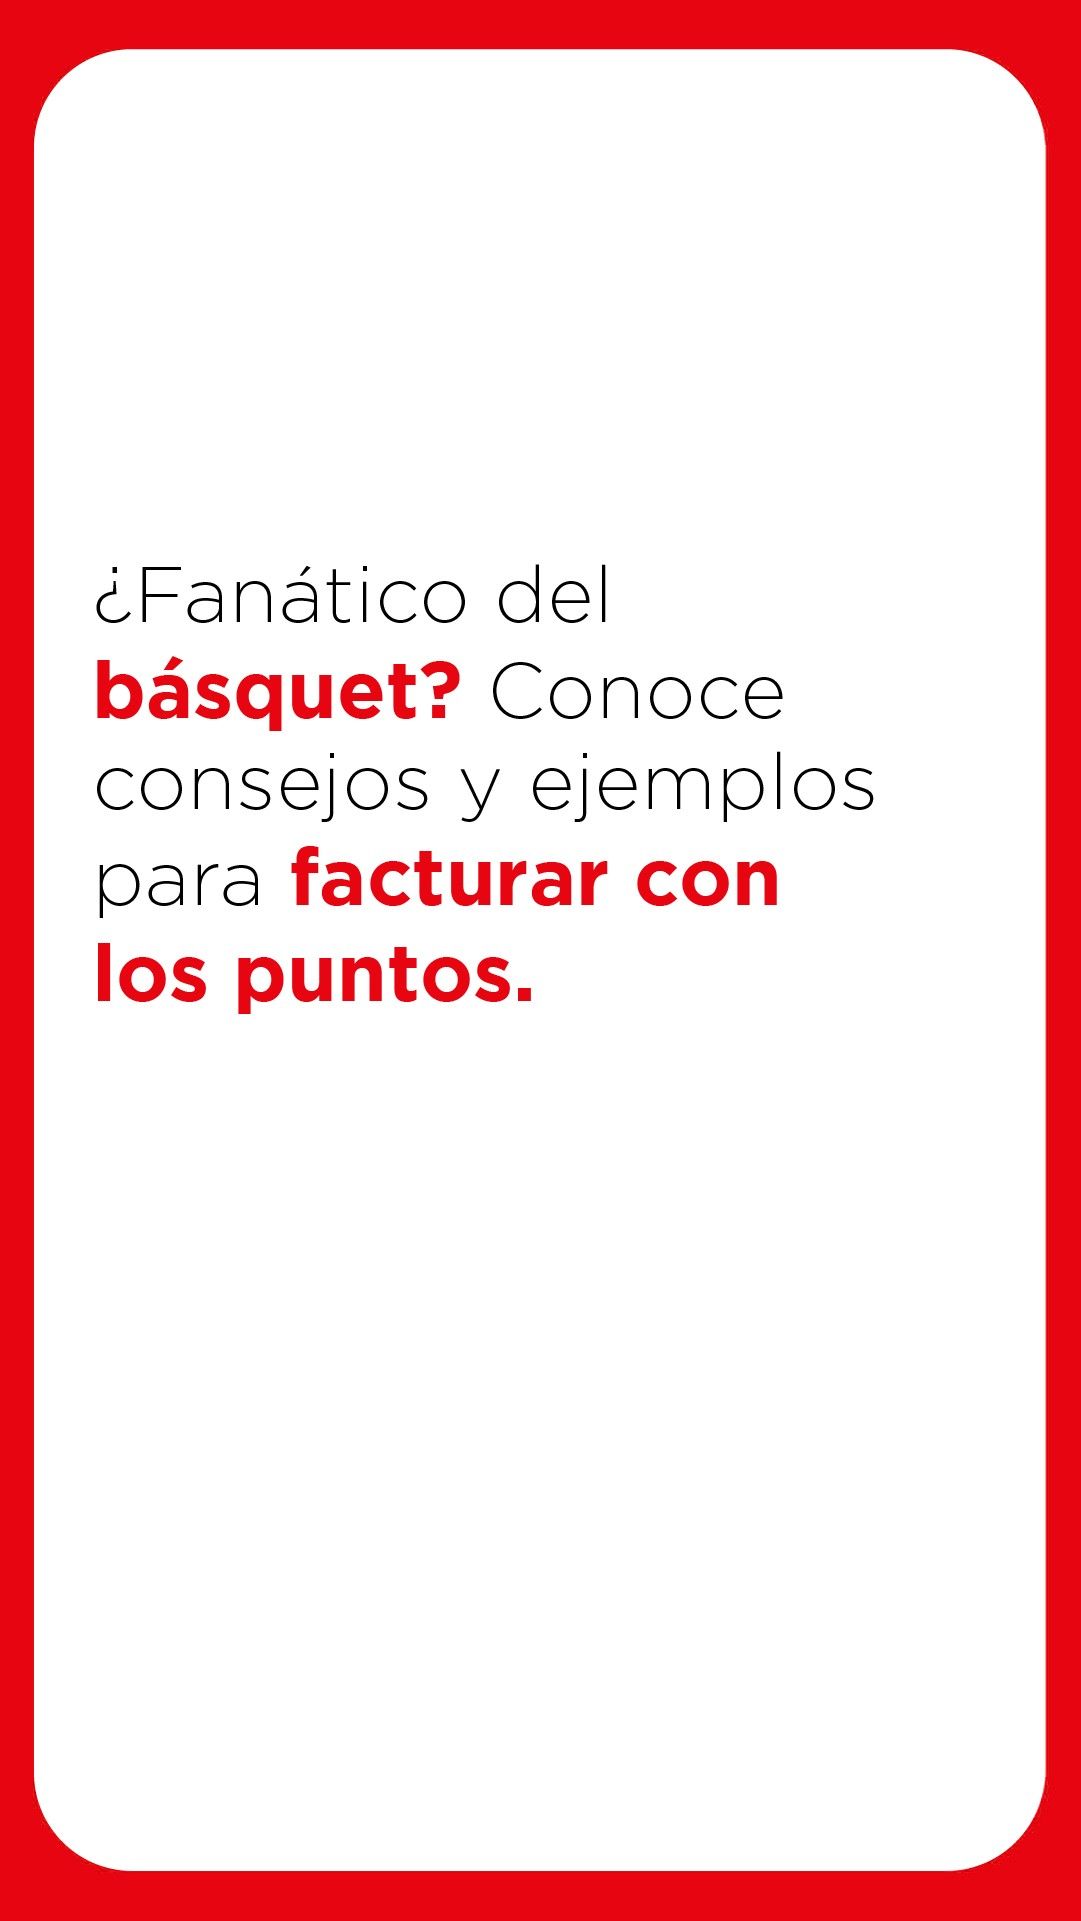 ¿Fanático del
básquet? Conoce
consejos y ejemplos
para facturar con
los puntos.